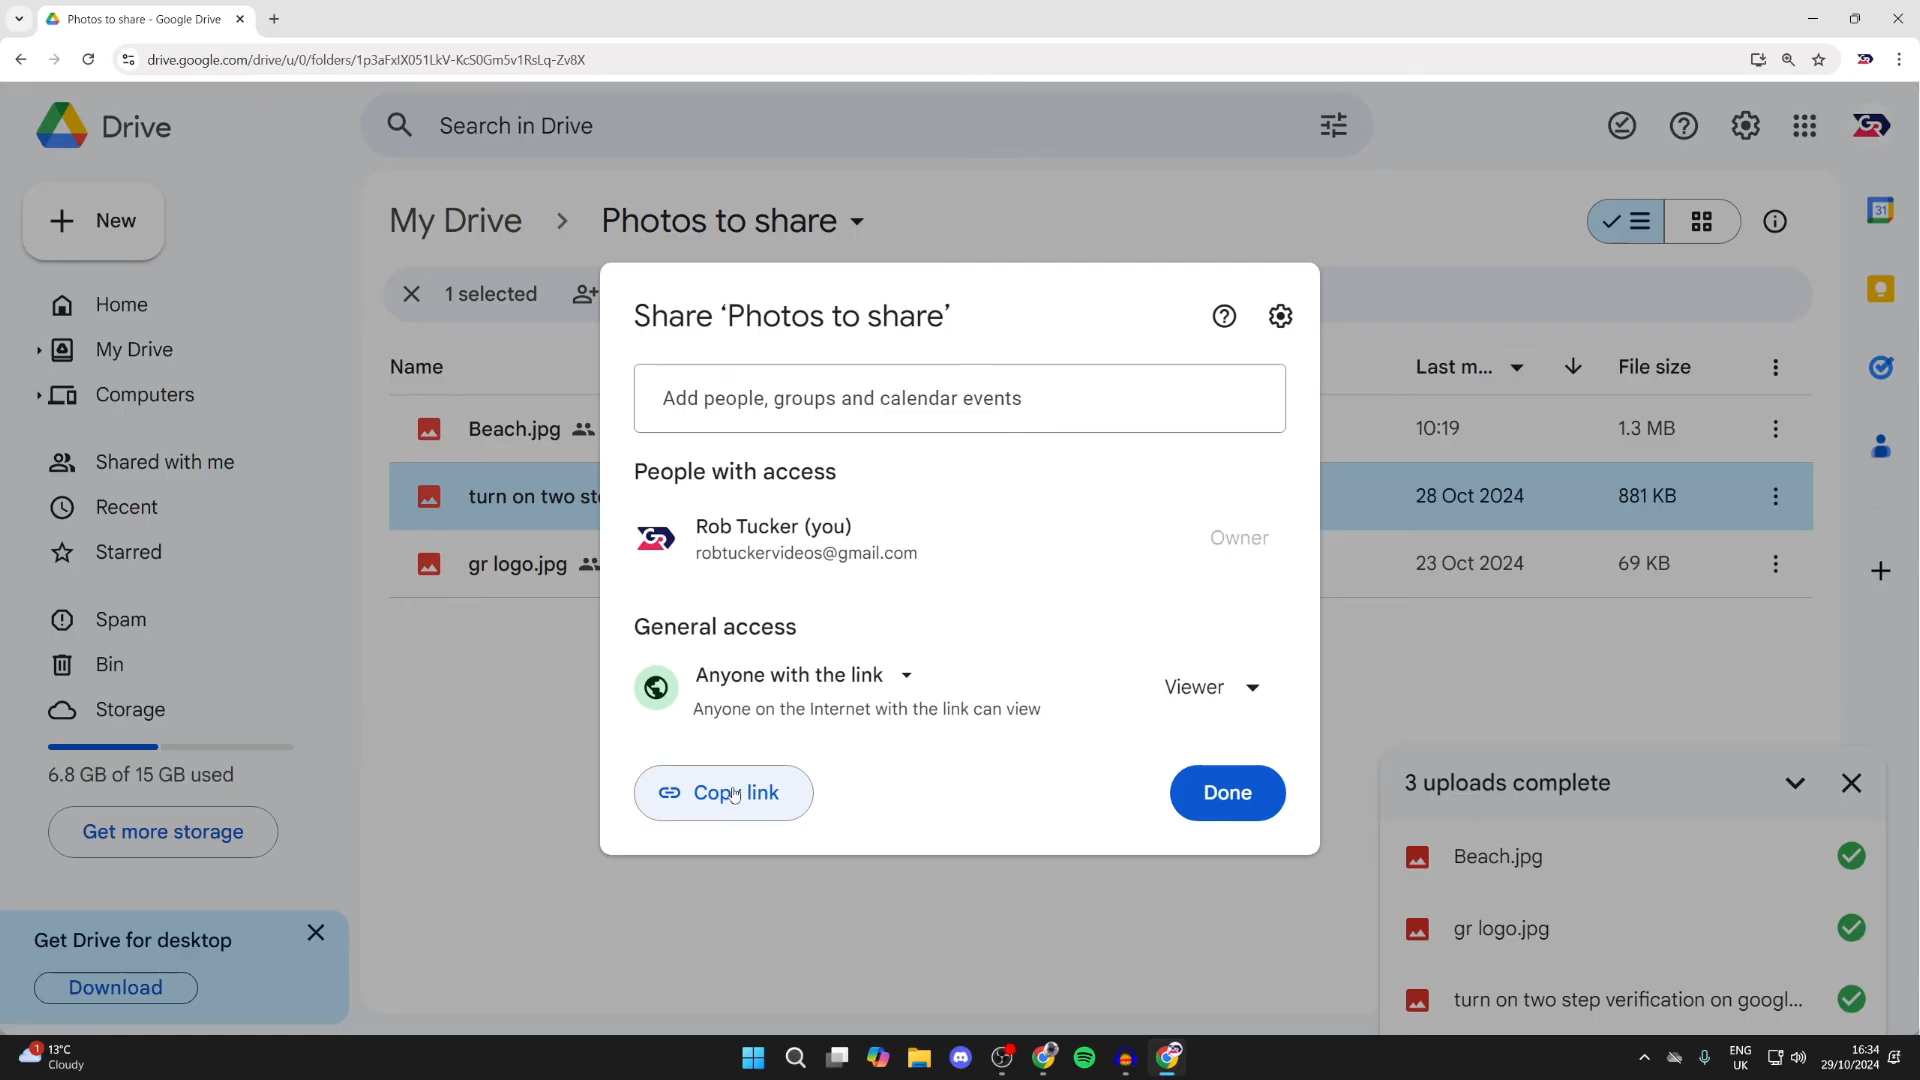 Photos to share - Google Drive
drive.google.com/drive/u/0/folders/1p3aFxIX051LkV-KcS0Gm5v1RsLq-Zv8X
Drive
Search in Drive
New
My Drive
Photos to share
31
1 selected
Share ‘Photos to share’
Home
My Drive
Computers
Shared with me
Recent
Starred
Spam
Bin
Storage
6.8 GB of 15 GB used
Get more storage
Get Drive for desktop
Download
Name
Last m...
File size
Beach.jpg
10:19
1.3 MB
turn on two st
28 Oct 2024
881 KB
gr logo.jpg
23 Oct 2024
69 KB
Add people, groups and calendar events
People with access
Rob Tucker (you)
robtuckervideos@gmail.com
Owner
General access
Anyone with the link
Anyone on the Internet with the link can view
Viewer
Copy link
Done
3 uploads complete
Beach.jpg
gr logo.jpg
turn on two step verification on googl...
1
13°C
Cloudy
ENG
UK
16:34
29/10/2024